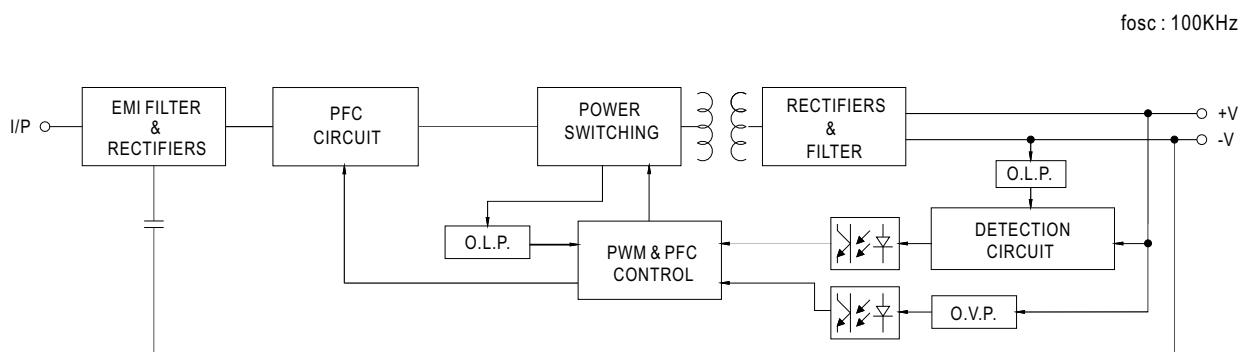 fosc : 100KHz
I/P
EMI FILTER
&
RECTIFIERS
PFC
CIRCUIT
POWER
SWITCHING
RECTIFIERS
&
FILTER
+V
-V
O.L.P.
O.L.P.
PWM & PFC
CONTROL
DETECTION
CIRCUIT
O.V.P.